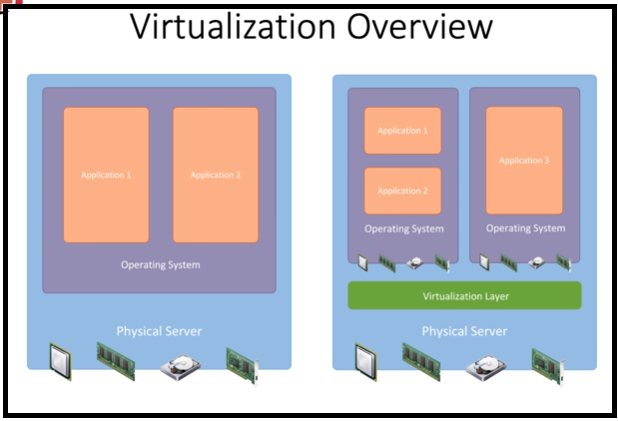 Virtualization Overview
Application 1
Application 2
Operating System
Physical Server
Application 1
Application 2
Operating System
Application 3
Operating System
Virtualization Layer
Physical Server